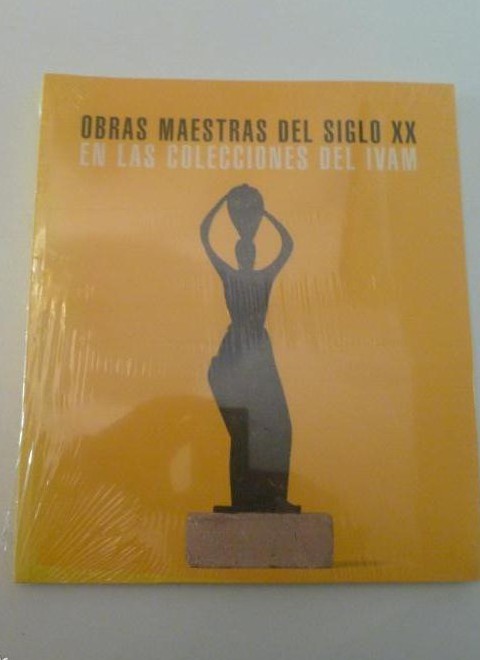 OBRAS MAESTRAS DEL SIGLO XX
EN LAS COLECCIONES DEL IVAM